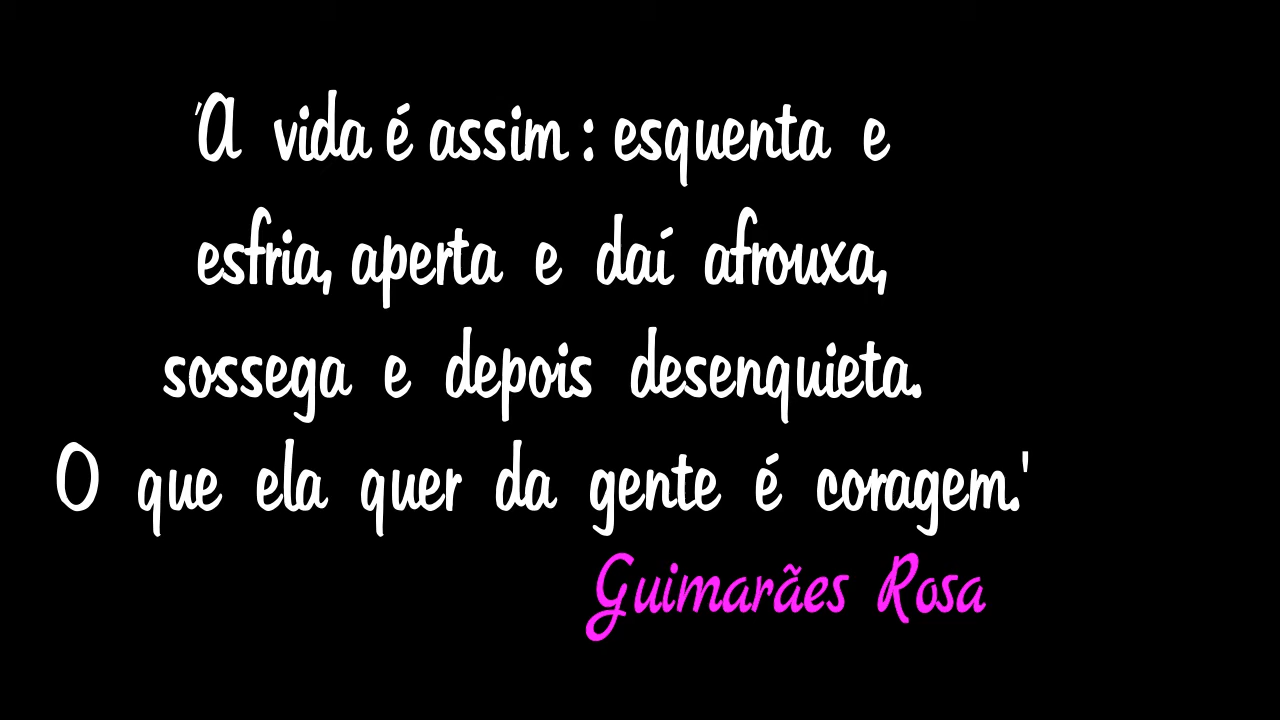 'A vida é assim : esquenta e
esfria, aperta e daí afrouxa,
sossega e depois desenquieta.
O que ela quer da gente é coragem.'
Guimarães Rosa